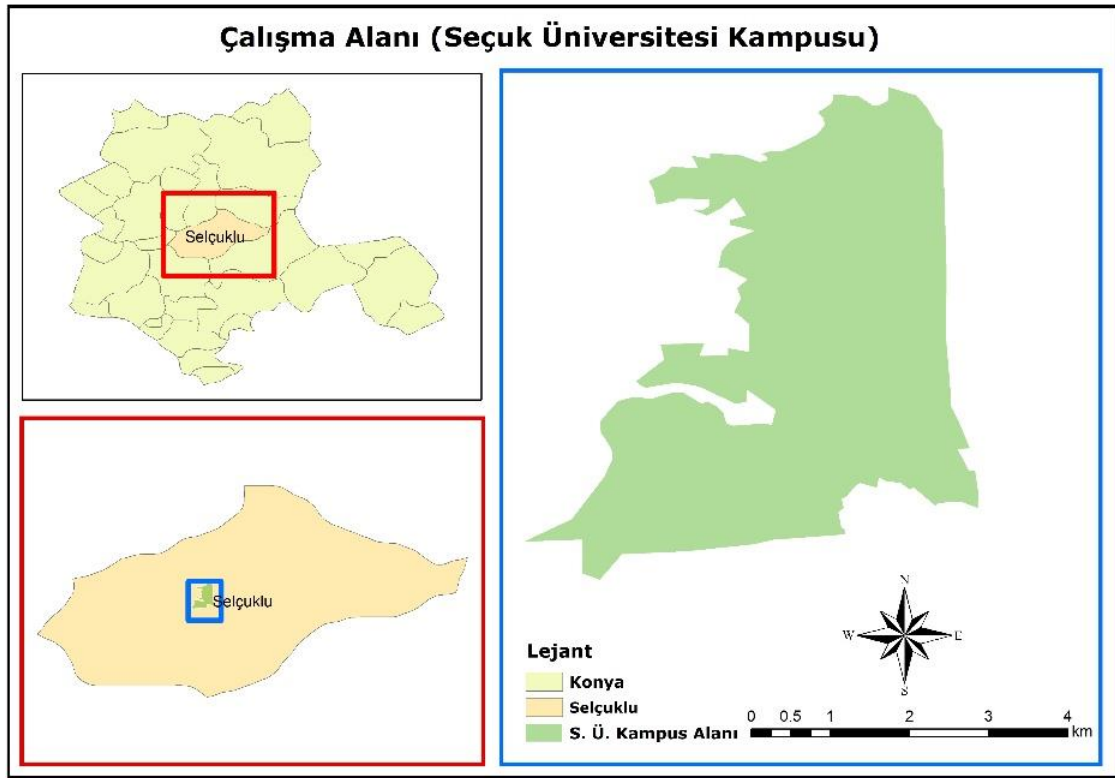 Çalışma Alanı (Seçuk Üniversitesi Kampusu)
Selçuklu
Selçuklu
N
W E
S
Lejant
Konya
Selçuklu
S. Ü. Kampus Alanı
0 0.5 1 2 3 4
km